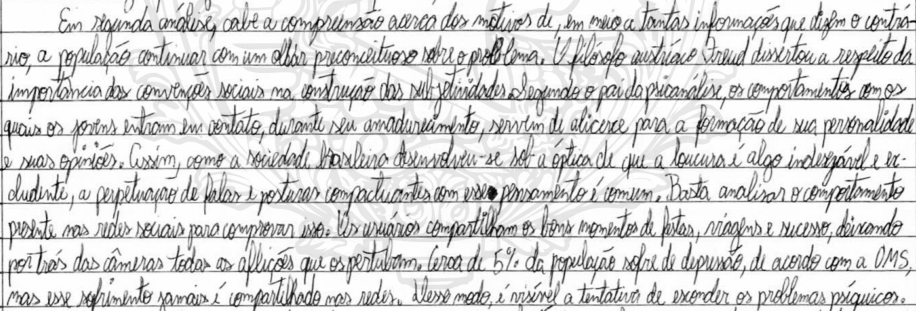 Em segunda análise, cabe a compreensão acerca dos motivos de, em meio a tantas informações que dizem o contrá-
rio, a população continuar com um olhar preconceituoso sobre o problema. O filósofo austríaco Freud dissertou a respeito da
importância das convenções sociais na construção das subjetividades. Segundo o pai da psicanálise, os comportamentos com os
quais os jovens entram em contato, durante seu amadurecimento, servem de alicerce para a formação de sua personalidade
e suas opiniões. Assim, como a sociedade brasileira desenvolveu-se sob a óptica de que a loucura é algo indesejável e ex-
cludente, a perpetuação de falas e posturas compactuantes com esse pensamento é comum. Basta analisar o comportamento
presente nas redes sociais para comprovar isso. Os usuários compartilham os bons momentos de festas, viagens e sucesso, deixando
por trás das câmeras todas as aflições que os perturbam. Cerca de 5% da população sofre de depressão, de acordo com a OMS,
mas esse sofrimento jamais é compartilhado nas redes. Desse modo, é visível a tentativa de esconder os problemas psíquicos.